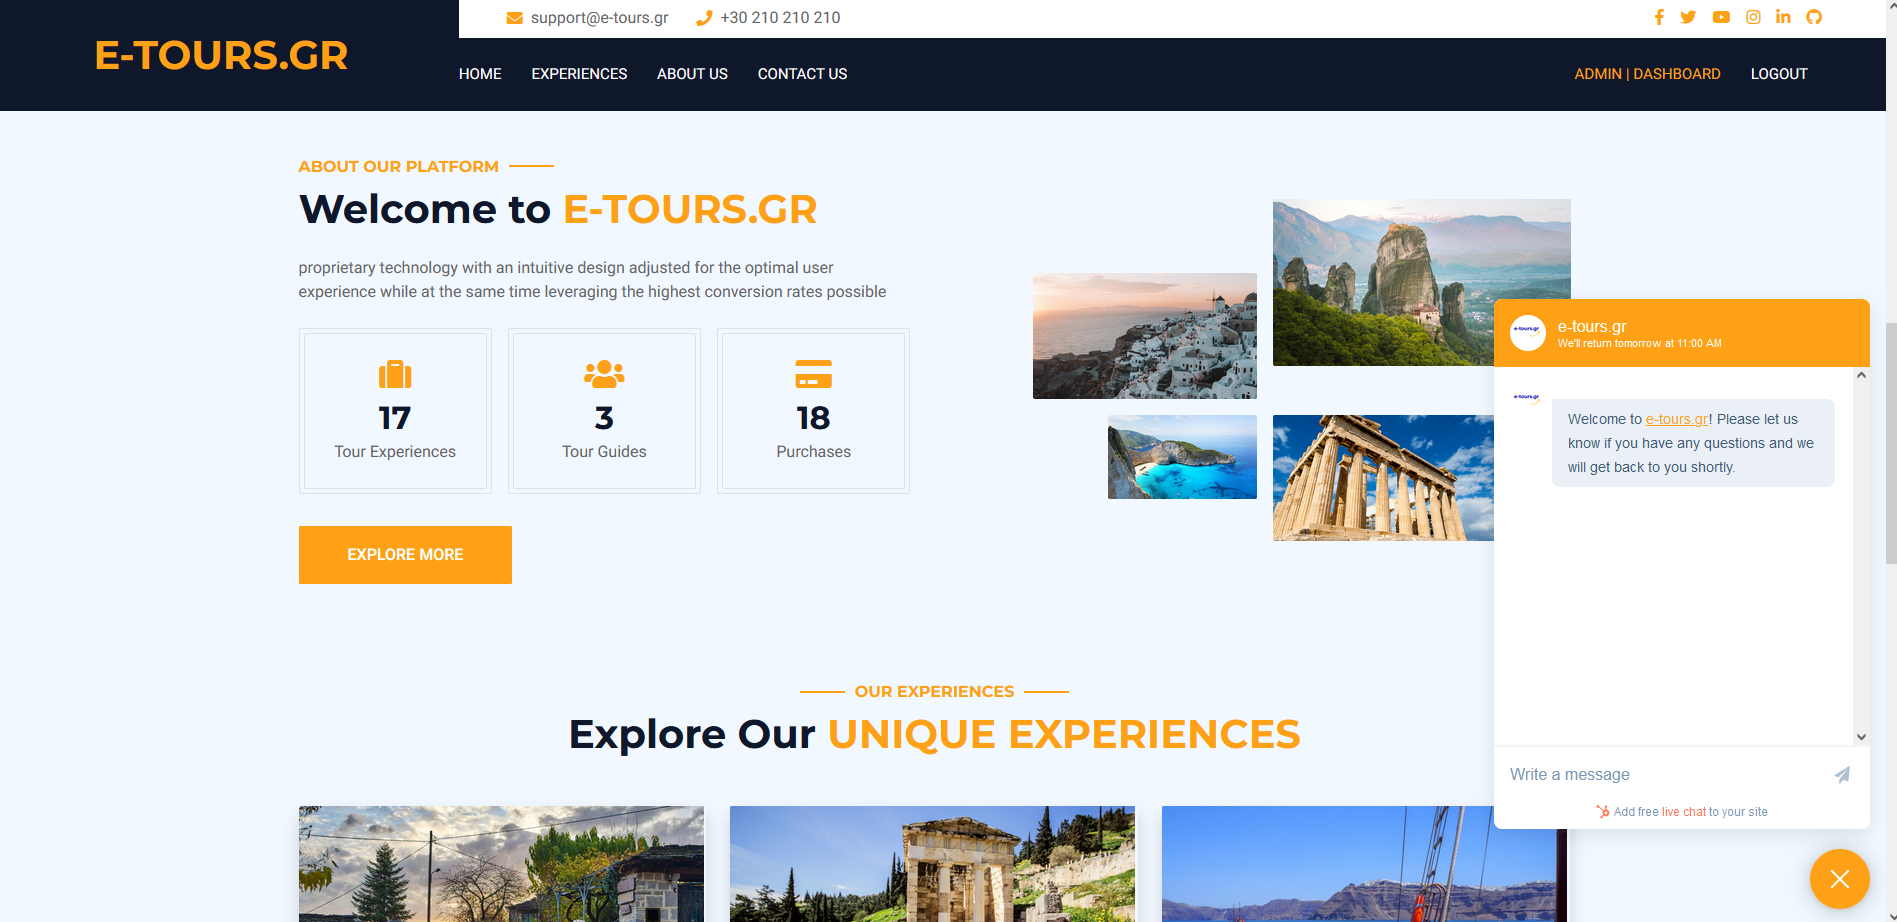 support@e-tours.gr +30 210 210 210
E-TOURS.GR
HOME EXPERIENCES ABOUT US CONTACT US ADMIN | DASHBOARD LOGOUT
ABOUT OUR PLATFORM
Welcome to E-TOURS.GR
proprietary technology with an intuitive design adjusted for the optimal user
experience while at the same time leveraging the highest conversion rates possible
17
Tour Experiences
3
Tour Guides
18
Purchases
EXPLORE MORE
OUR EXPERIENCES
Explore Our UNIQUE EXPERIENCES
e-tours.gr
e-tours.gr
We'll return tomorrow at 11:00 AM
e-tours.gr
Welcome to e-tours.gr! Please let us
know if you have any questions and we
will get back to you shortly.
Write a message
Add free live chat to your site